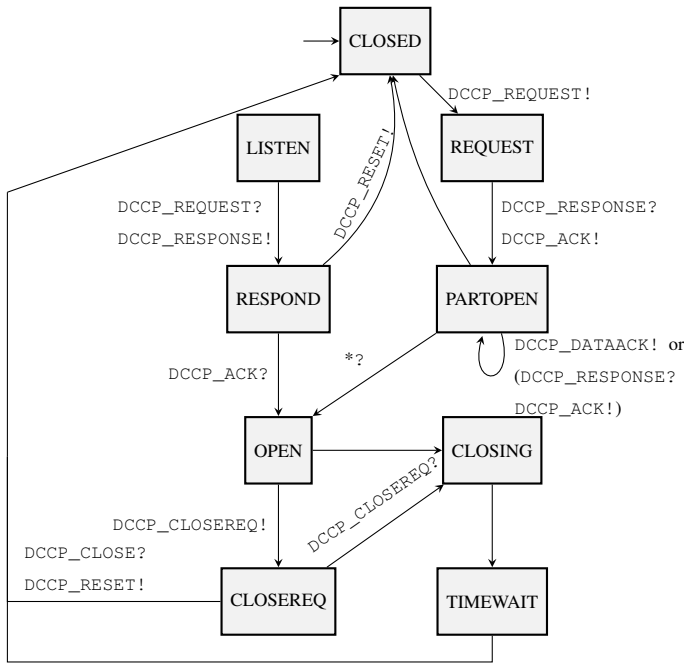 CLOSED
DCCP_REQUEST!
LISTEN
REQUEST
DCCP_RESET!
DCCP_REQUEST?
DCCP_RESPONSE!
DCCP_RESPONSE?
DCCP_ACK!
RESPOND
PARTOPEN
DCCP_ACK?
*?
DCCP_DATAACK! or
(DCCP_RESPONSE?
DCCP_ACK!)
OPEN
CLOSING
DCCP_CLOSEREQ!
DCCP_CLOSEREQ?
DCCP_CLOSE?
DCCP_RESET!
CLOSEREQ
TIMEWAIT